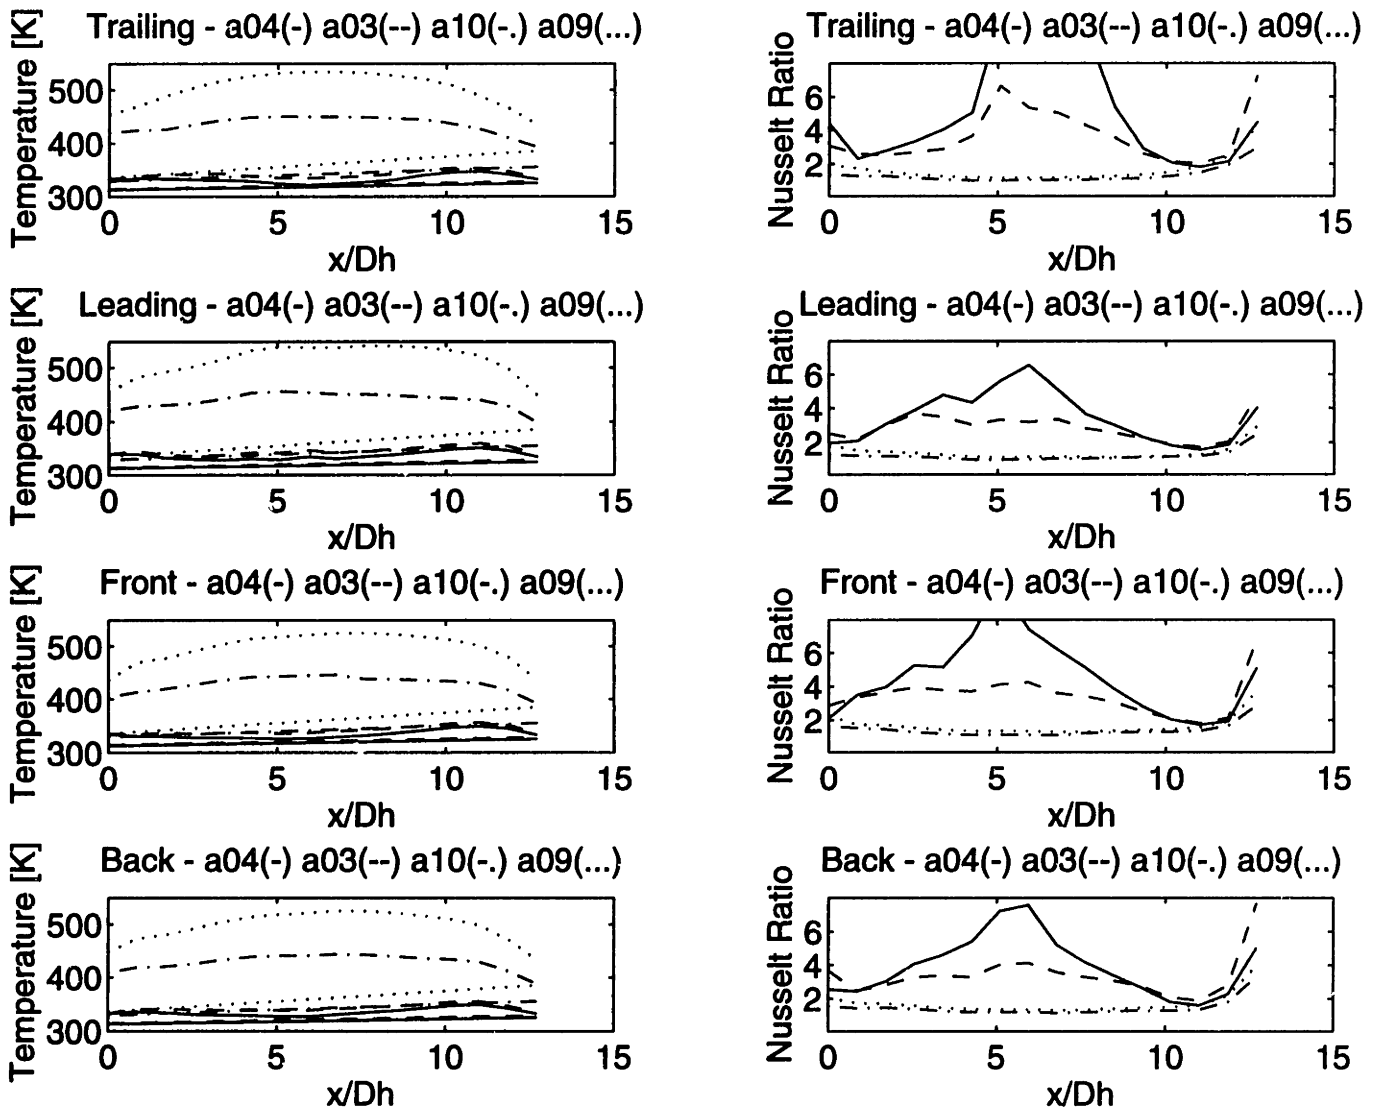 Trailing - a04(-) a03(--) a10(-.) a09(...)
Temperature [K]
500
400
300
0 5 10 15
x/Dh
Trailing - a04(-) a03(--) a10(-.) a09(...)
Nusselt Ratio
6
4
2
0 5 10 15
x/Dh
Leading - a04(-) a03(--) a10(-.) a09(...)
Temperature [K]
500
400
300
0 5 10 15
x/Dh
Leading - a04(-) a03(--) a10(-.) a09(...)
Nusselt Ratio
6
4
2
0 5 10 15
x/Dh
Front - a04(-) a03(--) a10(-.) a09(...)
Temperature [K]
500
400
300
0 5 10 15
x/Dh
Front - a04(-) a03(--) a10(-.) a09(...)
Nusselt Ratio
6
4
2
0 5 10 15
x/Dh
Back - a04(-) a03(--) a10(-.) a09(...)
Temperature [K]
500
400
300
0 5 10 15
x/Dh
Back - a04(-) a03(--) a10(-.) a09(...)
Nusselt Ratio
6
4
2
0 5 10 15
x/Dh